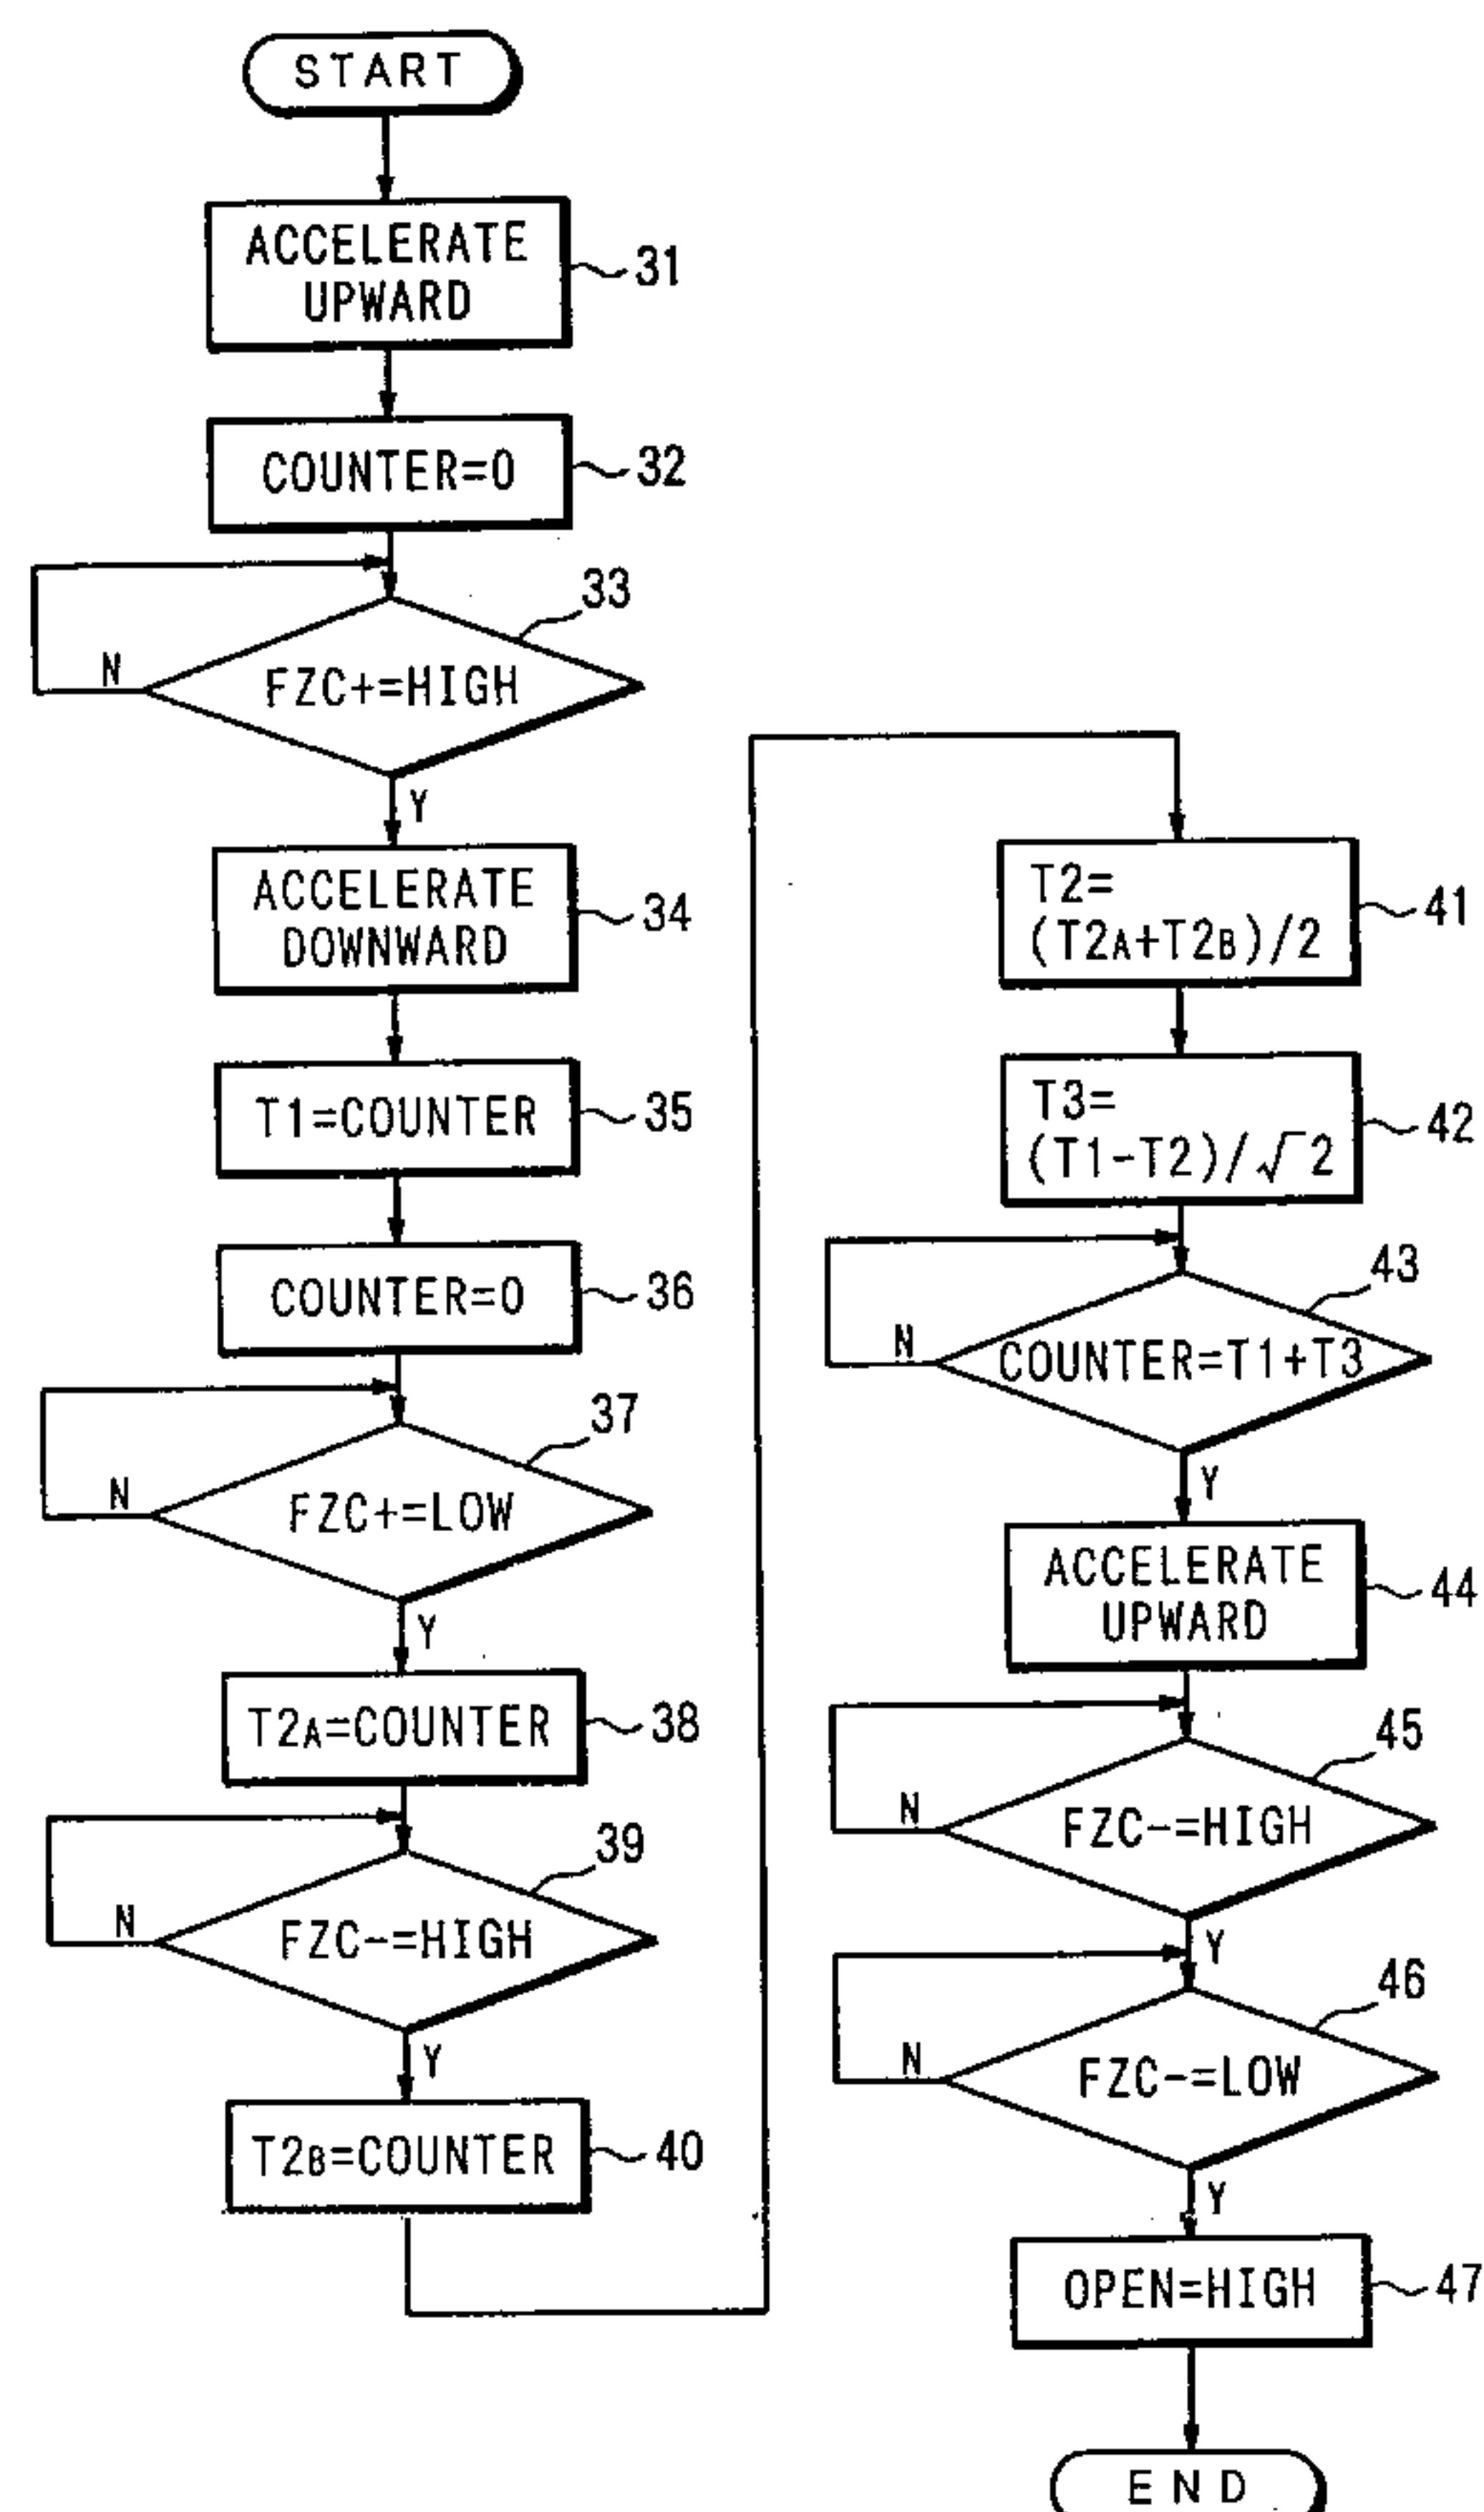 START
ACCELERATE
UPWARD
31
COUNTER=0
32
33
FZC+=HIGH
N
Y
ACCELERATE
DOWNWARD
34
T1=COUNTER
35
COUNTER=0
36
37
FZC+=LOW
N
Y
T2A=COUNTER
38
39
FZC-=HIGH
N
Y
T2B=COUNTER
40
T2=
(T2A+T2B)/2
41
T3=
(T1-T2)/√2
42
43
COUNTER=T1+T3
N
Y
ACCELERATE
UPWARD
44
45
FZC-=HIGH
N
Y
46
FZC-=LOW
N
Y
OPEN=HIGH
47
END